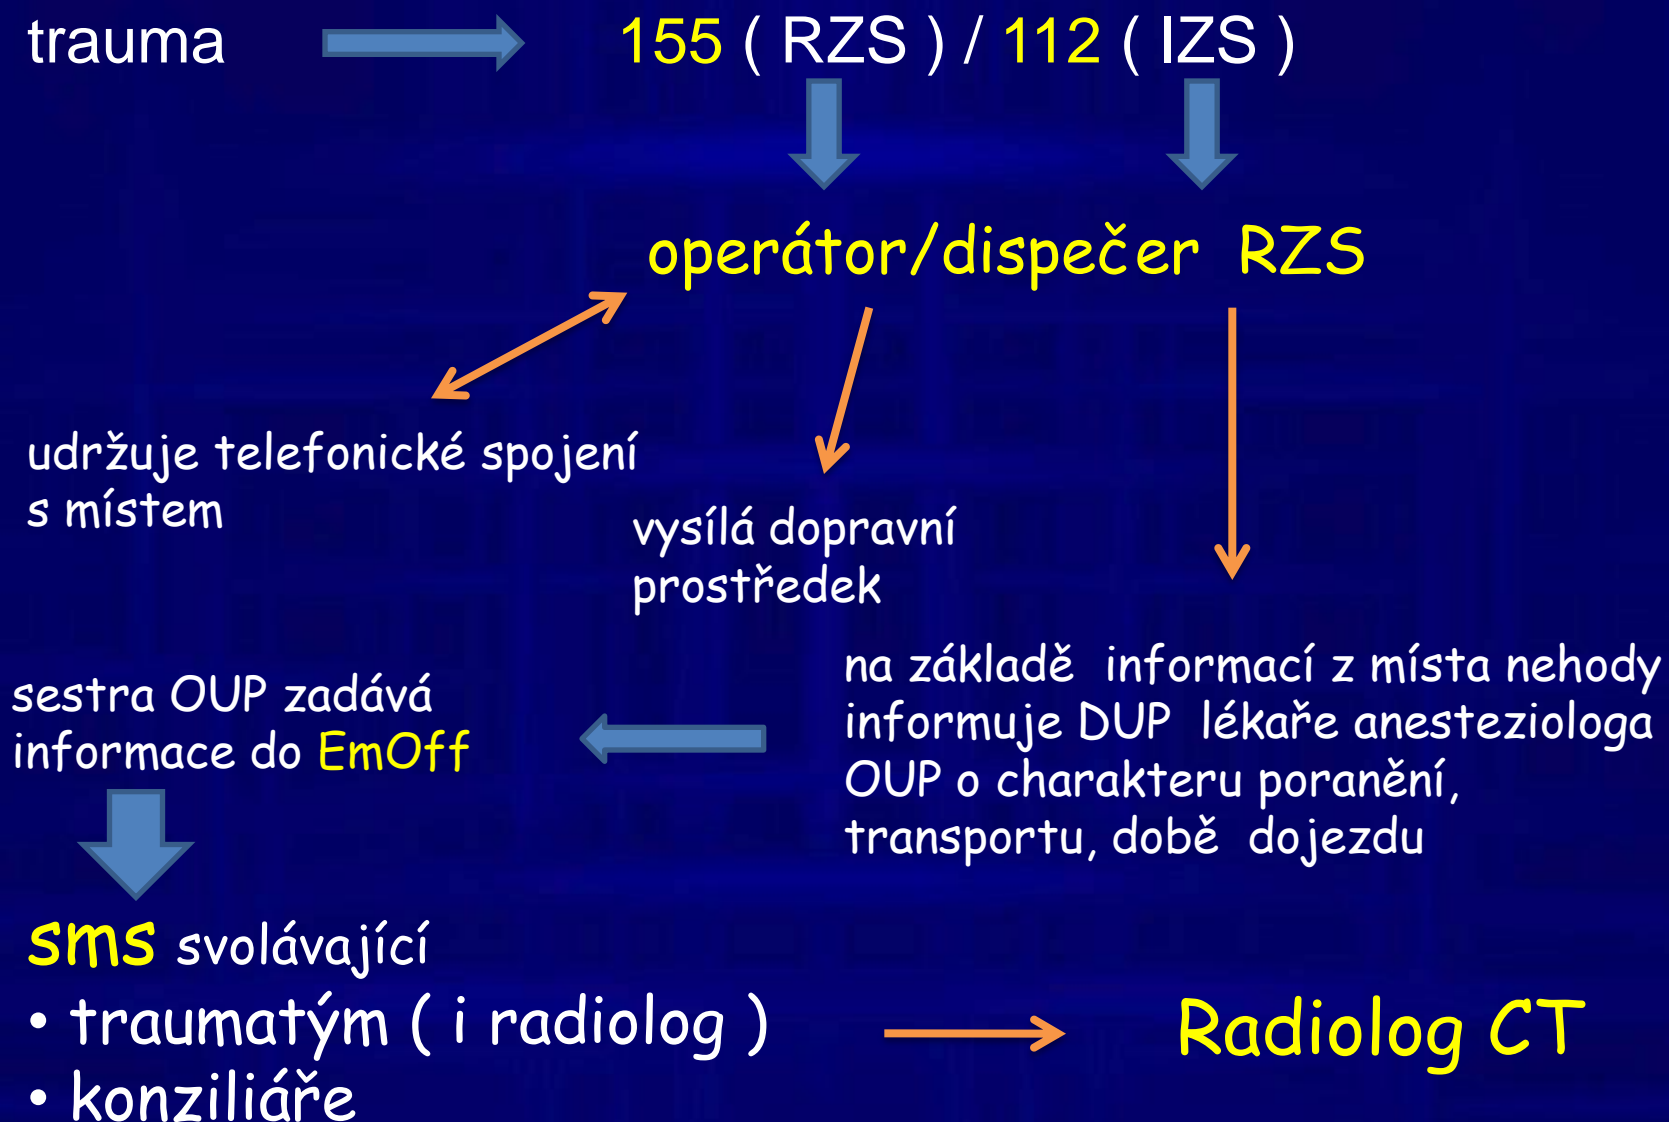 trauma
155 ( RZS ) / 112 ( IZS )
operátor/dispečer RZS
udržuje telefonické spojení
s místem
vysílá dopravní
prostředek
na základě informací z místa nehody
informuje DUP lékaře anesteziologa
OUP o charakteru poranění,
transportu, době dojezdu
sestra OUP zadává
informace do EmOff
sms svolávající
• traumatým ( i radiolog )
Radiolog CT
• konziliáře